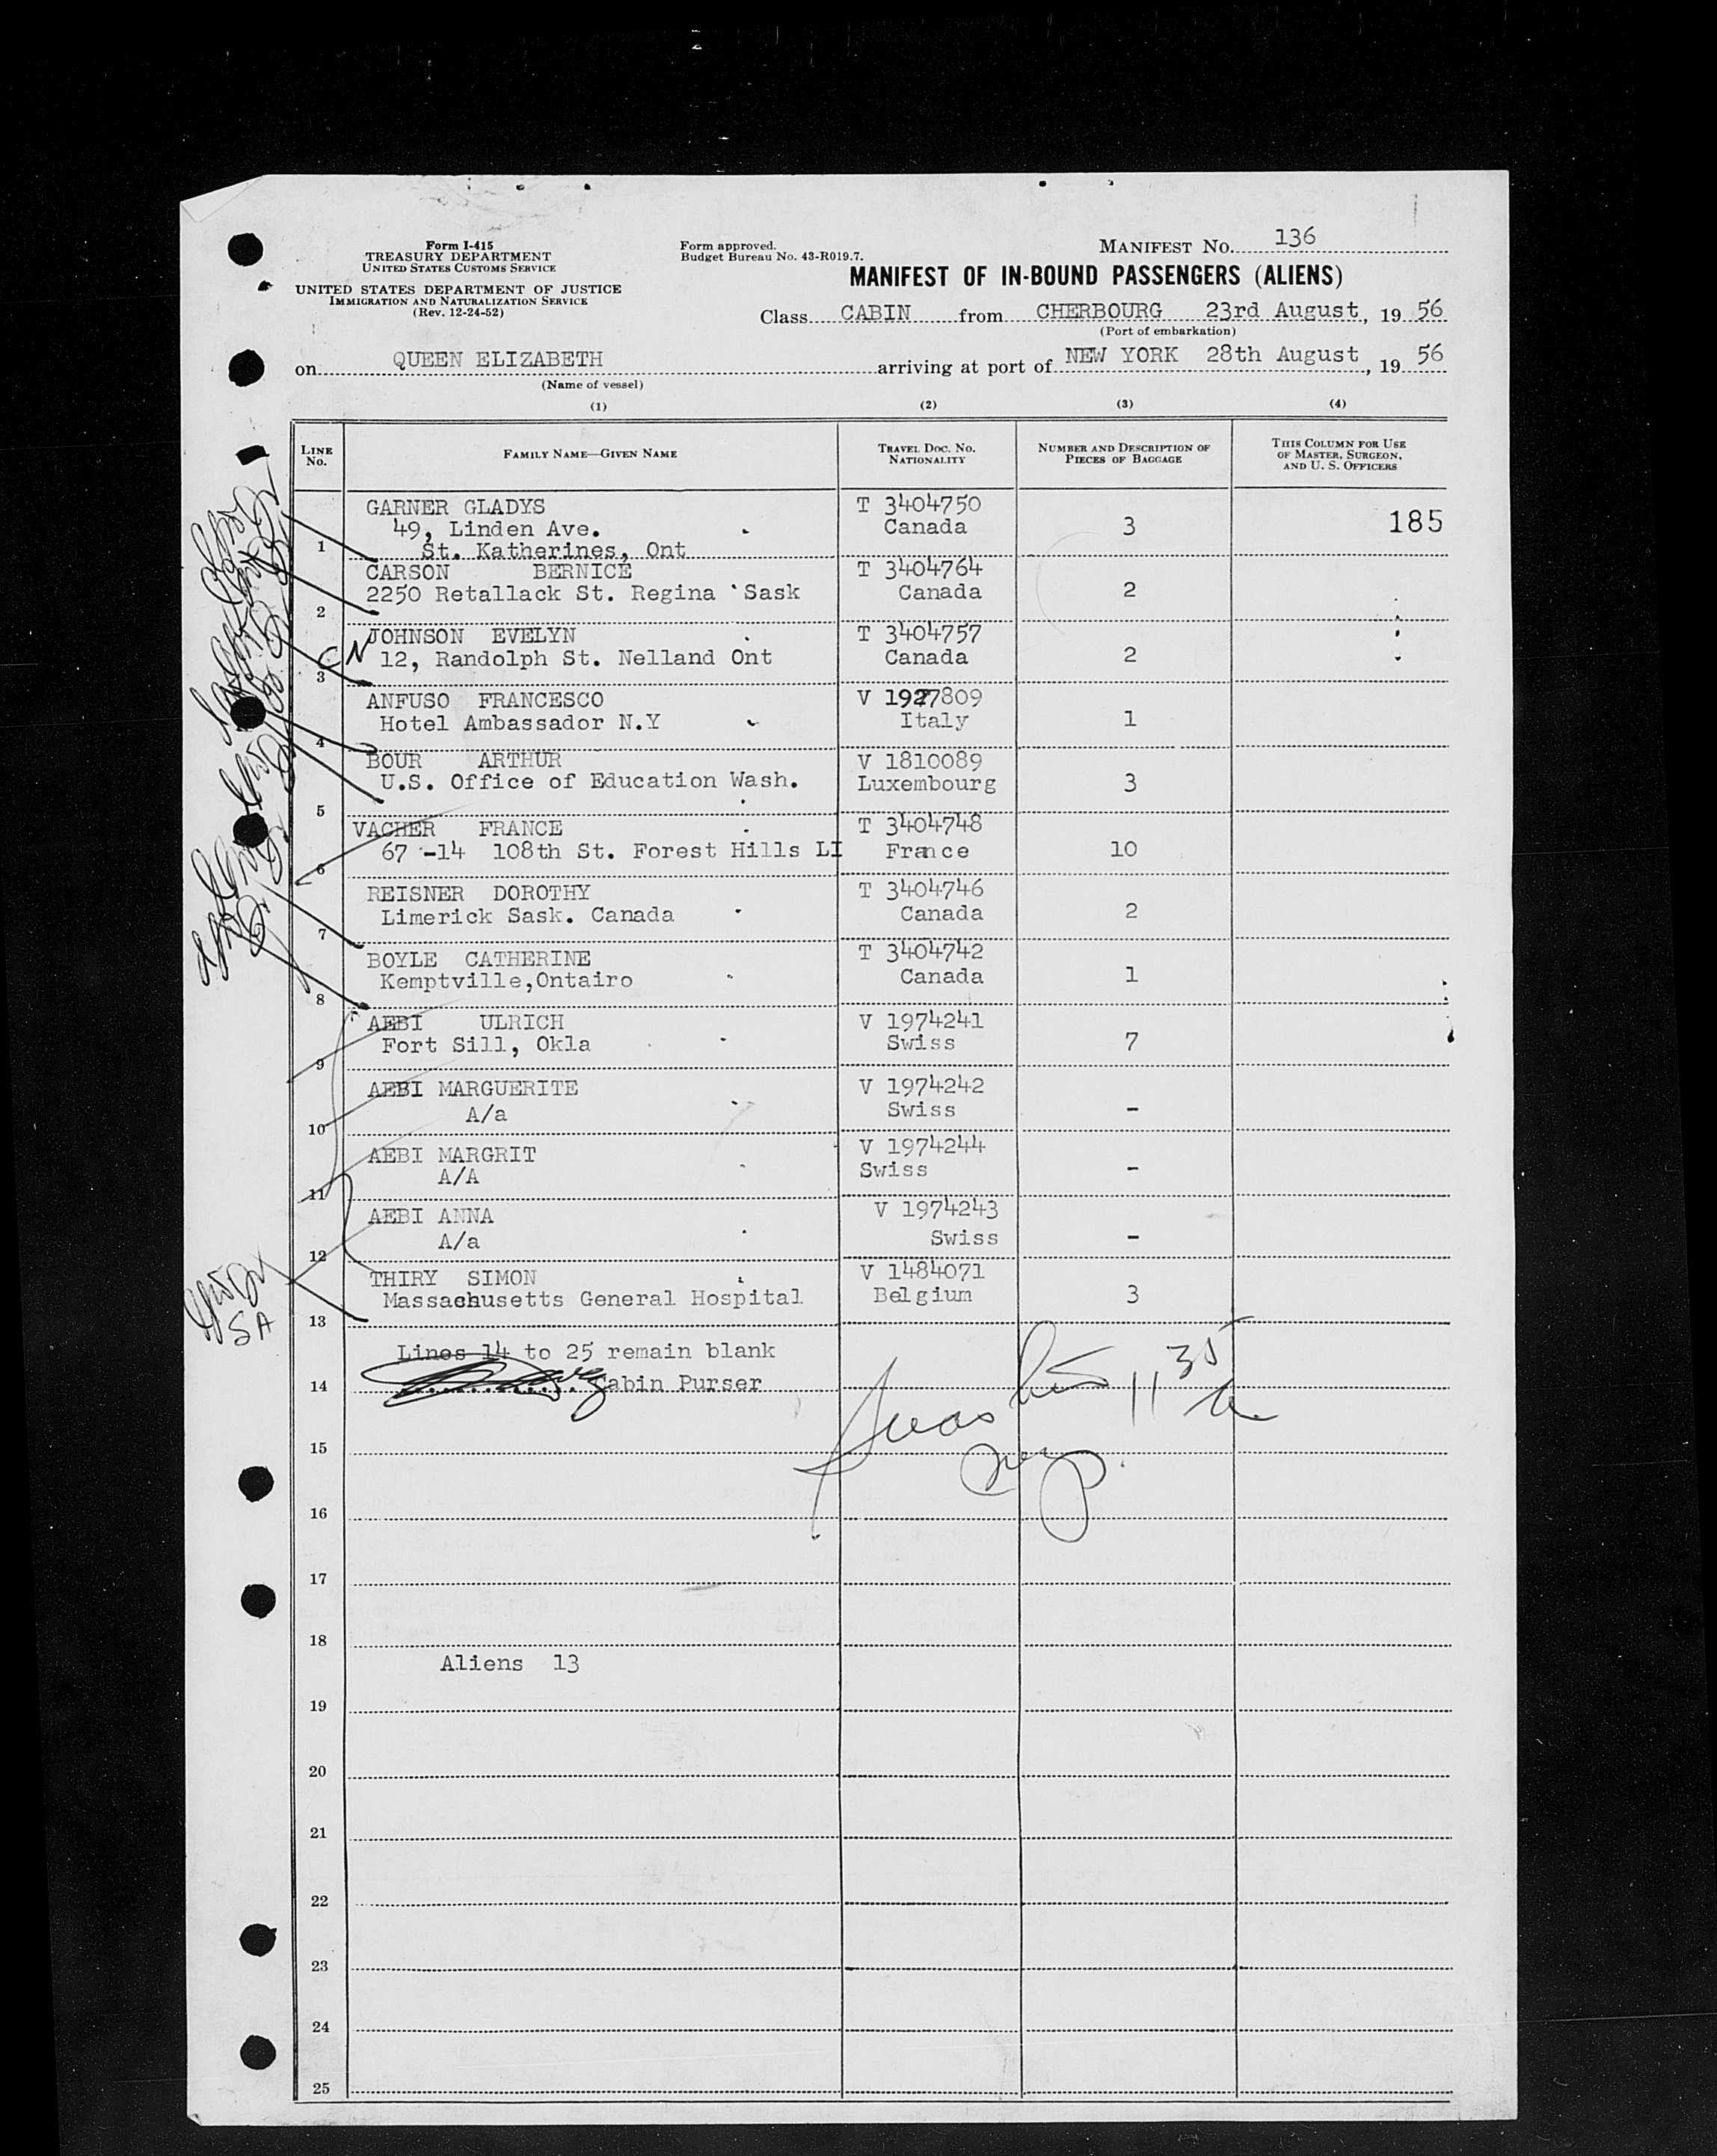 Form I-415
TREASURY DEPARTMENT
UNITED STATES CUSTOMS SERVICE
UNITED STATES DEPARTMENT OF JUSTICE
IMMIGRATION AND NATURALIZATION SERVICE
(Rev. 12-24-52)
Form approved.
Budget Bureau No. 43-R019.7.
MANIFEST NO. 136
MANIFEST OF IN-BOUND PASSENGERS (ALIENS)
Class CABIN from CHERBOURG 23rd August, 19 56
(Port of embarkation)
on QUEEN ELIZABETH arriving at port of NEW YORK 28th August, 19 56
(Name of vessel)
(1) (2) (3) (4)
LINE No. FAMILY NAME—GIVEN NAME TRAVEL DOC. NO. NATIONALITY NUMBER AND DESCRIPTION OF PIECES OF BAGGAGE THIS COLUMN FOR USE OF MASTER, SURGEON, AND U. S. OFFICERS
GARNER GLADYS T 3404750
49, Linden Ave. Canada 3 185
1 St. Katherines, Ont
CARSON BERNICE T 3404764
2250 Retallack St. Regina Sask Canada 2
2
JOHNSON EVELYN T 3404757
CN 12, Randolph St. Nelland Ont Canada 2
3
ANFUSO FRANCESCO V 1927809
Hotel Ambassador N.Y Italy 1
4
BOUR ARTHUR V 1810089
U.S. Office of Education Wash. Luxembourg 3
5
VACHER FRANCE T 3404748
67 -14 108th St. Forest Hills LI France 10
6
REISNER DOROTHY T 3404746
Limerick Sask. Canada Canada 2
7
BOYLE CATHERINE T 3404742
Kemptville,Ontairo Canada 1
8
AEBI ULRICH V 1974241
Fort Sill, Okla Swiss 7
9
AEBI MARGUERITE V 1974242
A/a Swiss -
10
AEBI MARGRIT V 1974244
A/A Swiss -
11
AEBI ANNA V 1974243
A/a Swiss -
12
THIRY SIMON V 1484071
Massachusetts General Hospital Belgium 3
13
SA
Lines 14 to 25 remain blank
14 Cabin Purser 11 35
15
16
17
18
Aliens 13
19
20
21
22
23
24
25